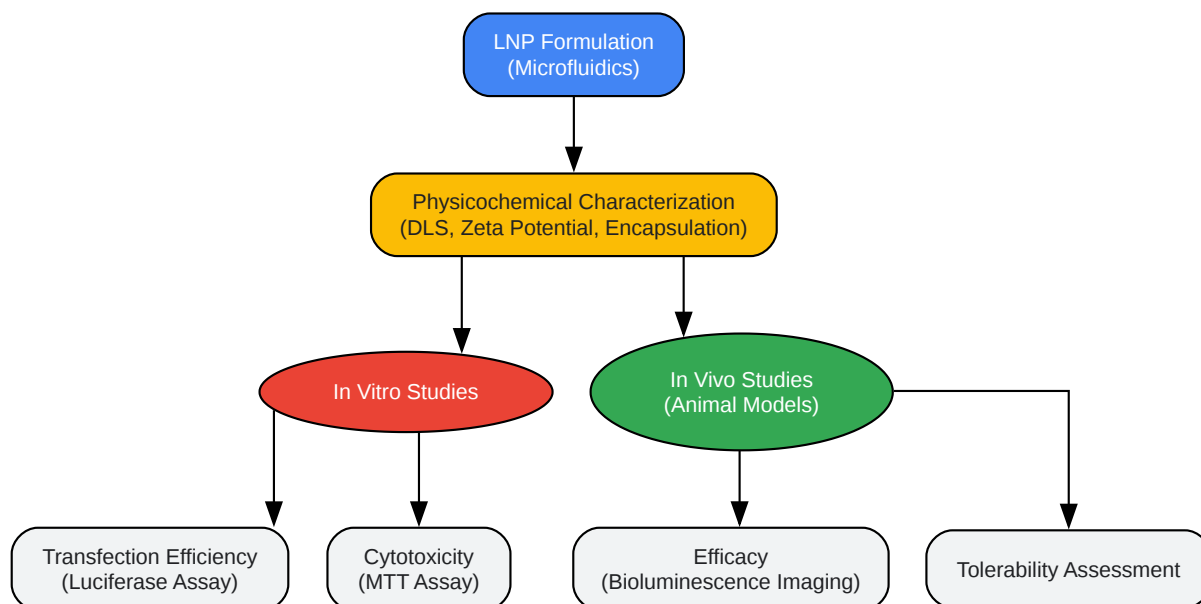 LNP Formulation
(Microfluidics)
Physicochemical Characterization
(DLS, Zeta Potential, Encapsulation)
In Vitro Studies
In Vivo Studies
(Animal Models)
Transfection Efficiency
(Luciferase Assay)
Cytotoxicity
(MTT Assay)
Efficacy
(Bioluminescence Imaging)
Tolerability Assessment